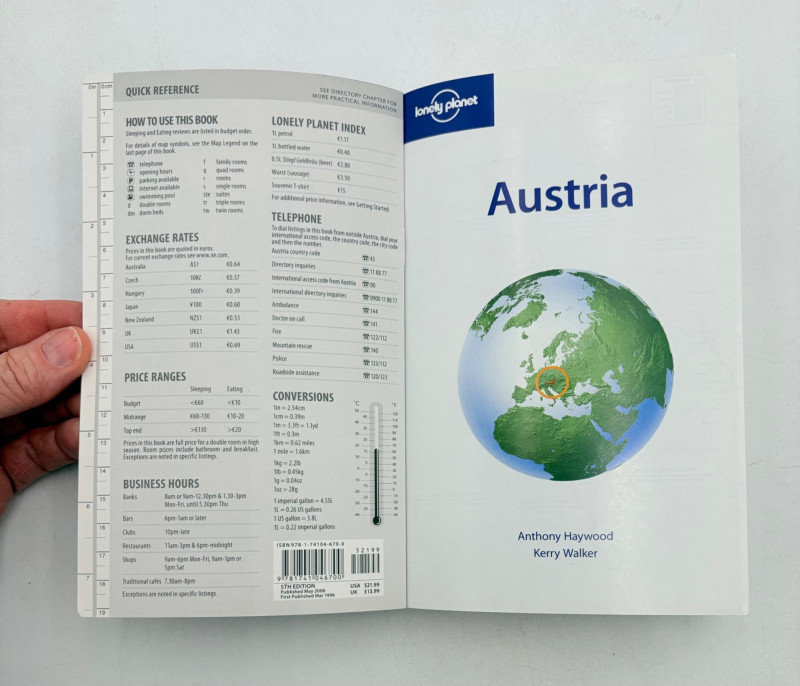 QUICK REFERENCE
SEE DIRECTORY CHAPTER FOR
MORE PRACTICAL INFORMATION
HOW TO USE THIS BOOK
Sleeping and Eating reviews are listed in budget order.
For details of map symbols, see the Map Legend on the
last page of this book.
telephone f family rooms
opening hours q quad rooms
parking available r rooms
internet available s single rooms
swimming pool ste suites
d double rooms tr triple rooms
dm dorm beds tw twin rooms
EXCHANGE RATES
Prices in this book are quoted in euros.
For current exchange rates see www.xe.com.
Australia A$1 €0.64
Czech 10Kč €0.37
Hungary 100Ft €0.39
Japan ¥100 €0.60
New Zealand NZ$1 €0.53
UK UK£1 €1.43
USA US$1 €0.69
PRICE RANGES
Sleeping Eating
Budget <€60 <€10
Midrange €60-130 €10-20
Top end >€130 >€20
Prices in this book are full price for a double room in high
season. Room prices include bathroom and breakfast.
Exceptions are noted in specific listings.
BUSINESS HOURS
Banks 8am or 9am-12.30pm & 1.30-3pm
Mon-Fri, until 5.30pm Thu
Bars 6pm-1am or later
Clubs 10pm-late
Restaurants 11am-3pm & 6pm-midnight
Shops 9am-6pm Mon-Fri, 9am-1pm or
5pm Sat
Traditional cafes 7.30am-8pm
Exceptions are noted in specific listings.
LONELY PLANET INDEX
1L petrol €1.17
1L bottled water €0.40
0.5L Stiegl Goldbräu (beer) €2.80
Wurst (sausage) €3.50
Souvenir T-shirt €15
For additional price information, see Getting Started
TELEPHONE
To dial listings in this book from outside Austria, dial your
international access code, the country code, the city code
and then the number.
Austria country code 43
Directory inquiries 11 88 77
International access code from Austria 00
International directory inquiries 0900 11 88 77
Ambulance 144
Doctor on call 141
Fire 122/112
Mountain rescue 140
Police 133/112
Roadside assistance 120/123
CONVERSIONS
1in = 2.54cm
1cm = 0.39in
1m = 3.3ft = 1.1yd
1ft = 0.3m
1km = 0.62 miles
1 mile = 1.6km
1kg = 2.2lb
1lb = 0.45kg
1g = 0.04oz
1oz = 28g
1 imperial gallon = 4.55L
1L = 0.26 US gallons
1 US gallon = 3.8L
1L = 0.22 imperial gallons
°C °F
ISBN 978-1-74104-670-0
52199
9781741046700
5TH EDITION
Published May 2008
First Published Mar 1996
USA $21.99
UK £13.99
lonely planet
Austria
Anthony Haywood
Kerry Walker